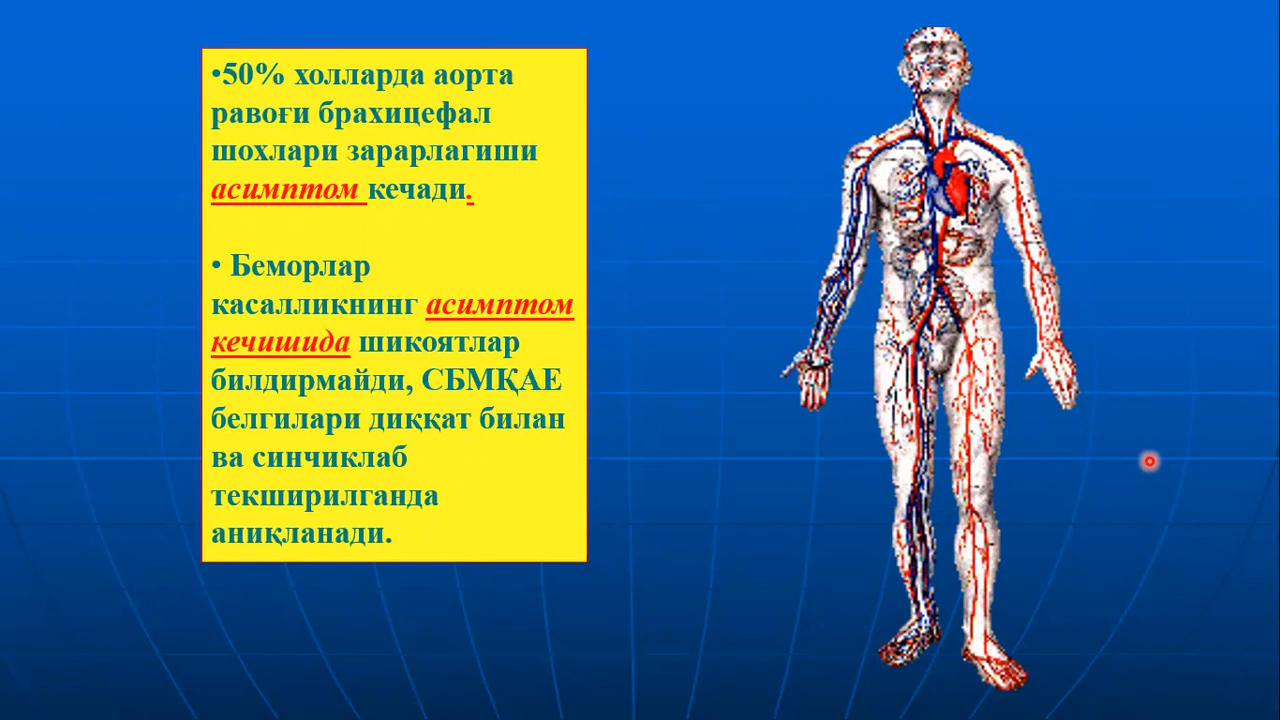 •50% холларда аорта
равоғи брахицефал
шохлари зарарлагиши
асимптом кечади.
• Беморлар
касалликнинг асимптом
кечишида шикоятлар
билдирмайди, СБМҚАЕ
белгилари диққат билан
ва синчиклаб
текширилганда
аниқланади.